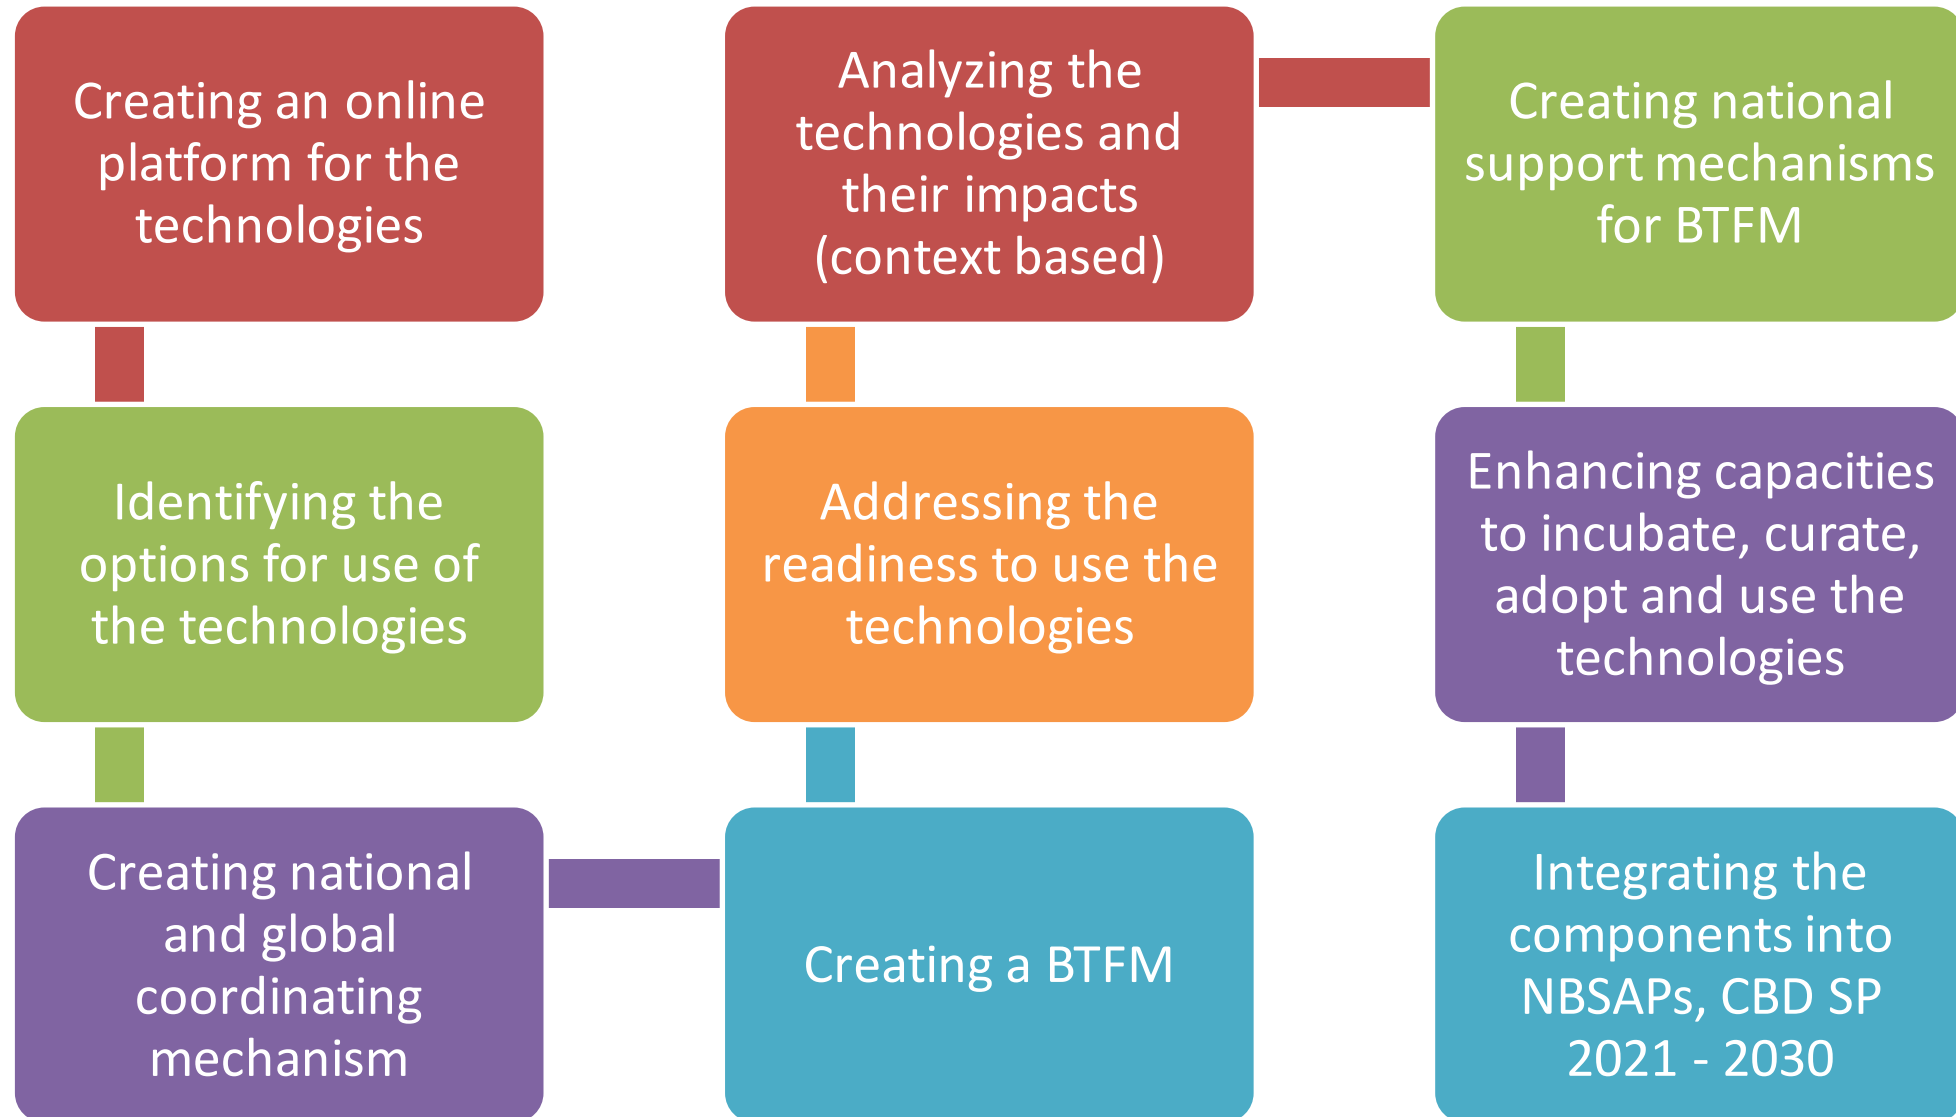 Creating an online
platform for the
technologies
Identifying the
options for use of
the technologies
Creating national
and global
coordinating
mechanism
Creating a BTFM
Addressing the
readiness to use the
technologies
Analyzing the
technologies and
their impacts
(context based)
Creating national
support mechanisms
for BTFM
Enhancing capacities
to incubate, curate,
adopt and use the
technologies
Integrating the
components into
NBSAPs, CBD SP
2021 - 2030